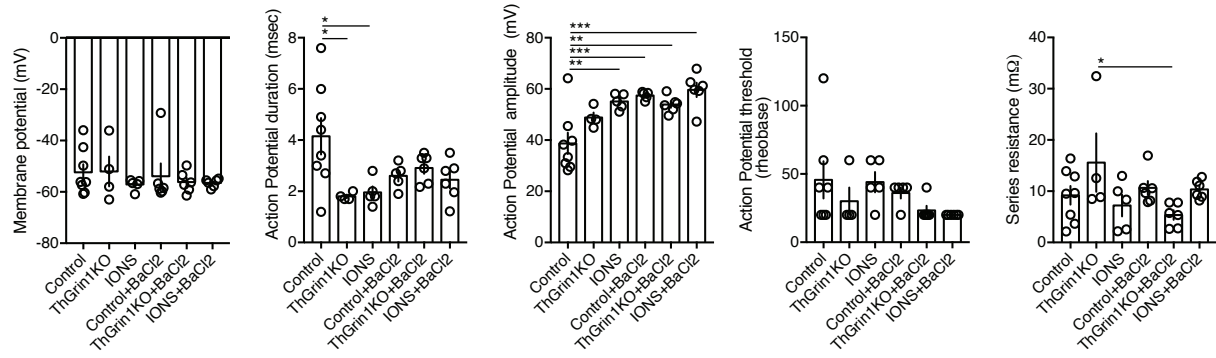 Membrane potential (mV)
0
-20
-40
-60
-80
Control
ThGrin1KO
IONS
Control+BaCl2
ThGrin1KO+BaCl2
IONS+BaCl2
Action Potential duration (msec)
8
6
4
2
0
*
*
Control
ThGrin1KO
IONS
Control+BaCl2
ThGrin1KO+BaCl2
IONS+BaCl2
Action Potential amplitude (mV)
80
60
40
20
0
***
**
***
**
Control
ThGrin1KO
IONS
Control+BaCl2
ThGrin1KO+BaCl2
IONS+BaCl2
Action Potential threshold
(rheobase)
150
100
50
0
Control
ThGrin1KO
IONS
Control+BaCl2
ThGrin1KO+BaCl2
IONS+BaCl2
Series resistance (mΩ)
40
30
20
10
0
*
Control
ThGrin1KO
IONS
Control+BaCl2
ThGrin1KO+BaCl2
IONS+BaCl2